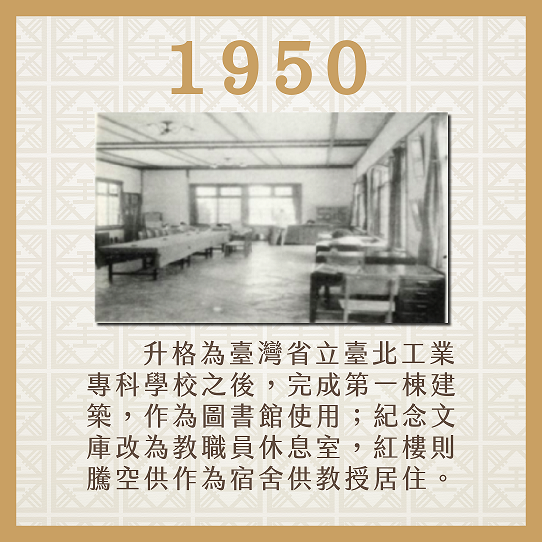 1950
升格為臺灣省立臺北工業
專科學校之後，完成第一棟建
築，作為圖書館使用；紀念文
庫改為教職員休息室，紅樓則
騰空供作為宿舍供教授居住。